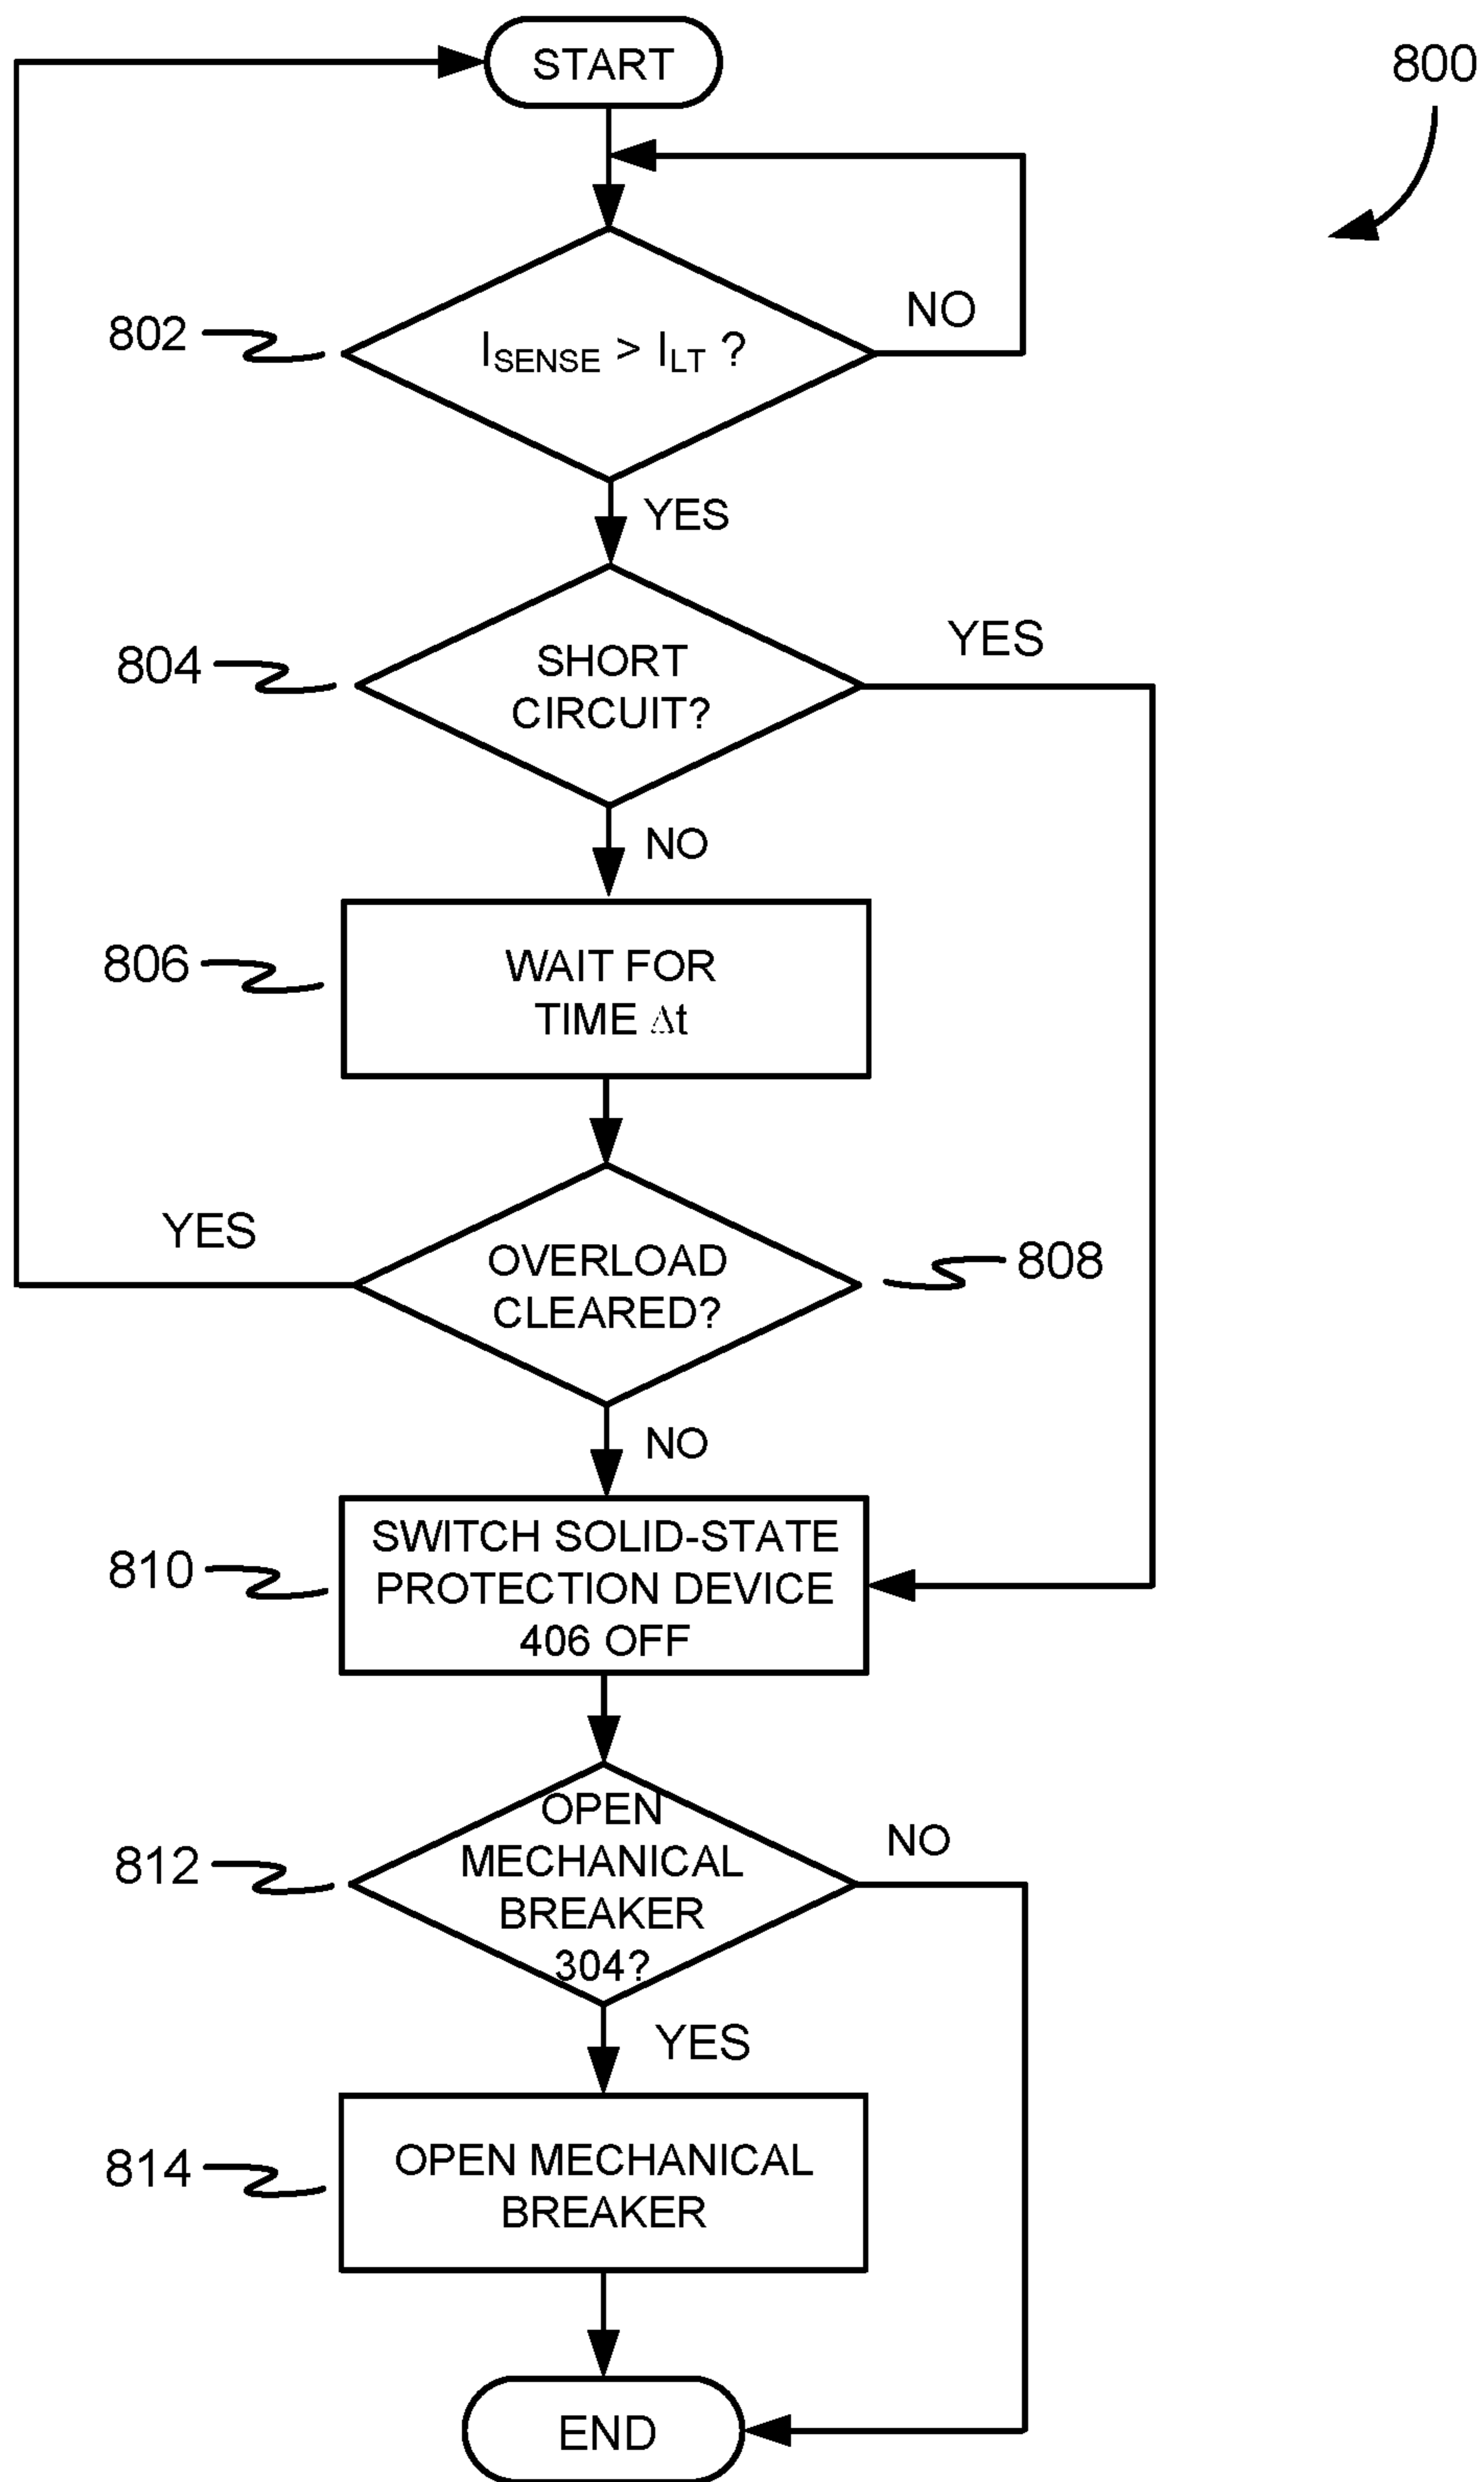 START
800
NO
802
I_SENSE > I_LT ?
YES
YES
804
SHORT
CIRCUIT?
NO
806
WAIT FOR
TIME Δt
YES
808
OVERLOAD
CLEARED?
NO
810
SWITCH SOLID-STATE
PROTECTION DEVICE
406 OFF
NO
812
OPEN
MECHANICAL
BREAKER
304?
YES
814
OPEN MECHANICAL
BREAKER
END